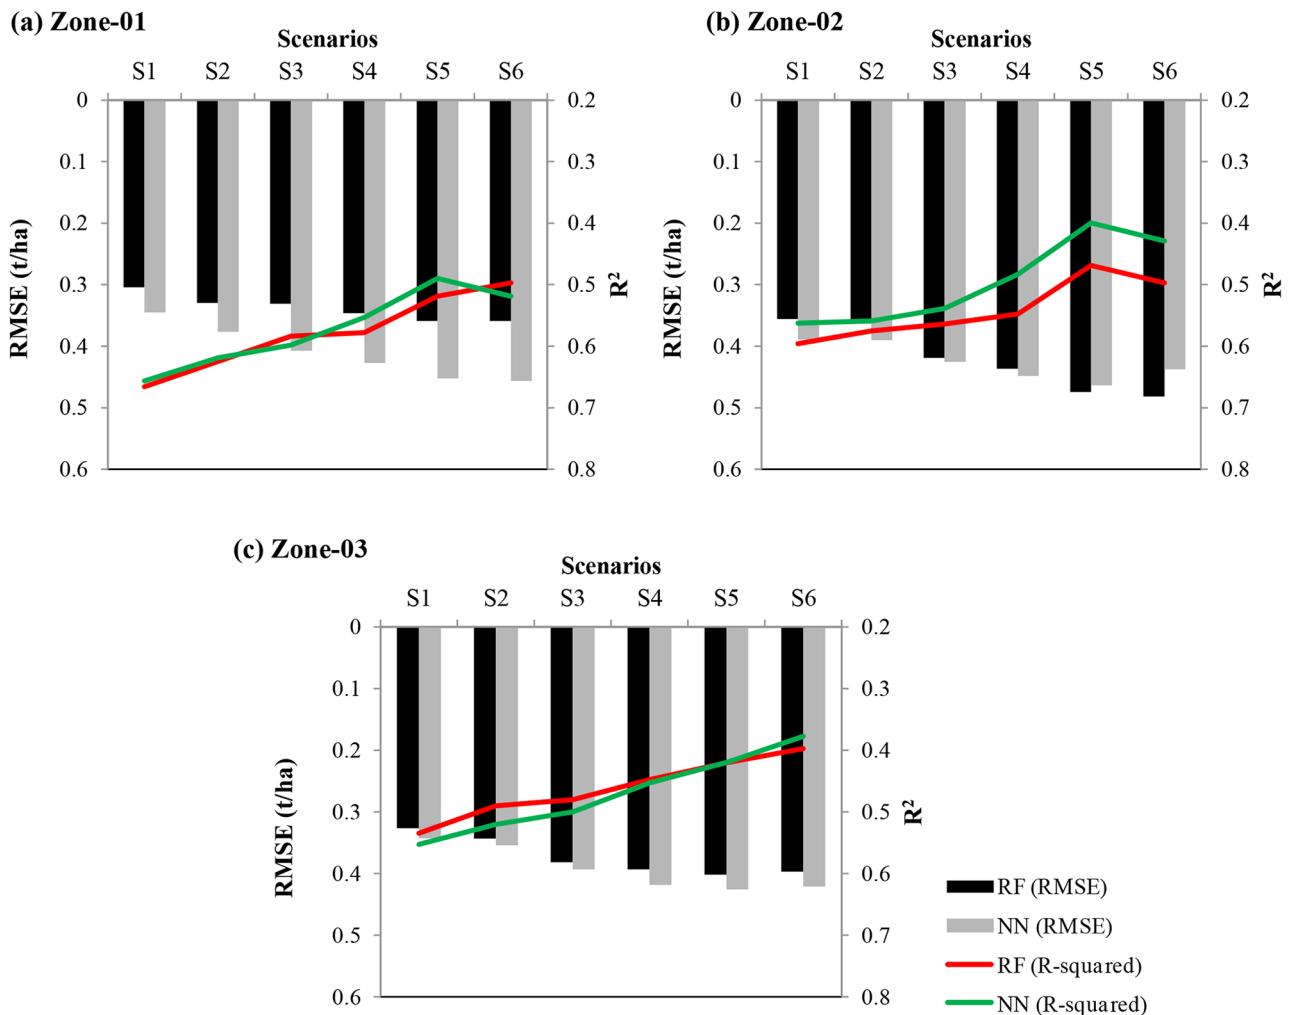 (a) Zone-01
Scenarios
S1 S2 S3 S4 S5 S6
0 0.2
0.1 0.3
0.2 0.4
0.3 0.5
0.4 0.6
0.5 0.7
0.6 0.8
RMSE (t/ha)
R²
(b) Zone-02
Scenarios
S1 S2 S3 S4 S5 S6
0 0.2
0.1 0.3
0.2 0.4
0.3 0.5
0.4 0.6
0.5 0.7
0.6 0.8
RMSE (t/ha)
R²
(c) Zone-03
Scenarios
S1 S2 S3 S4 S5 S6
0 0.2
0.1 0.3
0.2 0.4
0.3 0.5
0.4 0.6
0.5 0.7
0.6 0.8
RMSE (t/ha)
R²
RF (RMSE)
NN (RMSE)
RF (R-squared)
NN (R-squared)